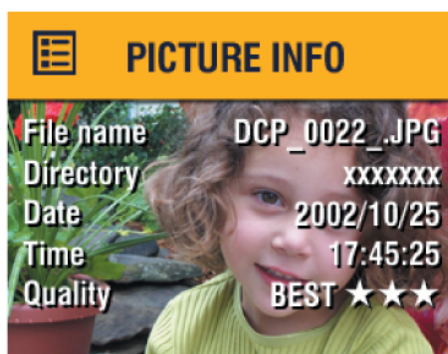 PICTURE INFO
File name DCP_0022_.JPG
Directory xxxxxxx
Date 2002/10/25
Time 17:45:25
Quality BEST ★★★